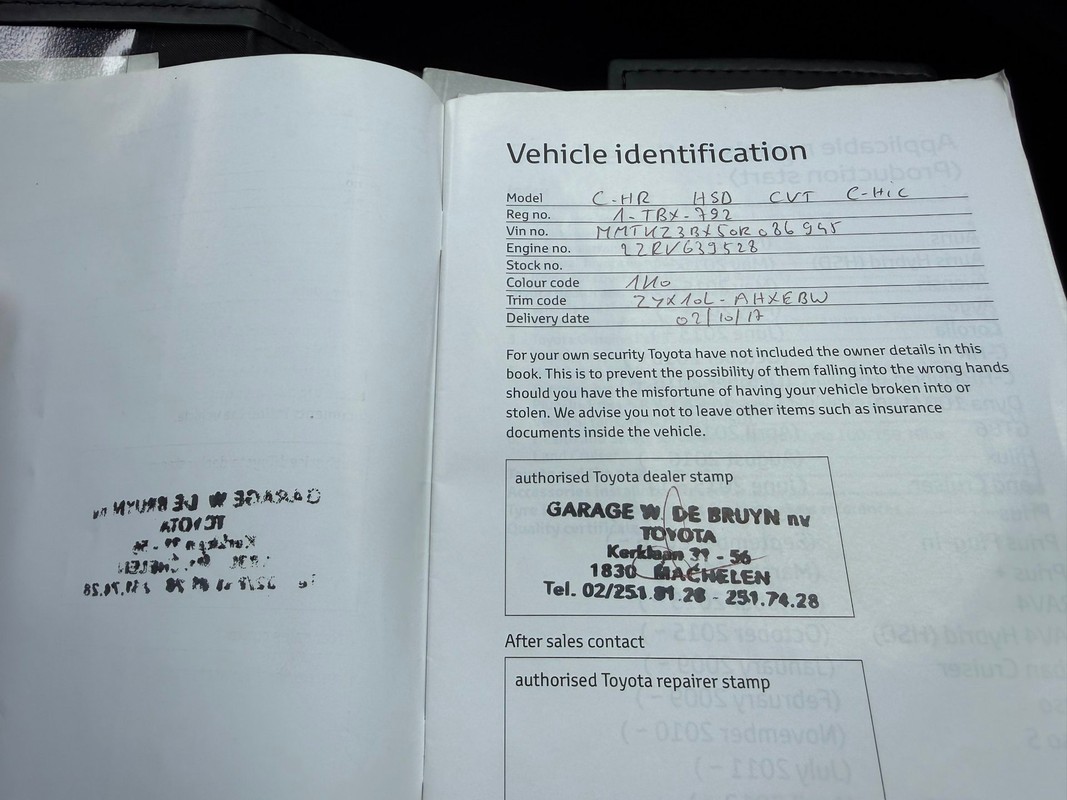 Vehicle identification
Model C-HR HSD CVT C-HIC
Reg no. 1-TBX-792
Vin no.
Engine no. 2ZRV639528
Stock no.
Colour code
Trim code ZYX10L-AHXEBW
Delivery date 02/10/17
For your own security Toyota have not included the owner details in this
book. This is to prevent the possibility of them falling into the wrong hands
should you have the misfortune of having your vehicle broken into or
stolen. We advise you not to leave other items such as insurance
documents inside the vehicle.
authorised Toyota dealer stamp
GARAGE W. DE BRUYN nv
TOYOTA
Kerklaan 31 - 56
1830 MACHELEN
Tel. 02/251.81.28 - 251.74.28
After sales contact
authorised Toyota repairer stamp